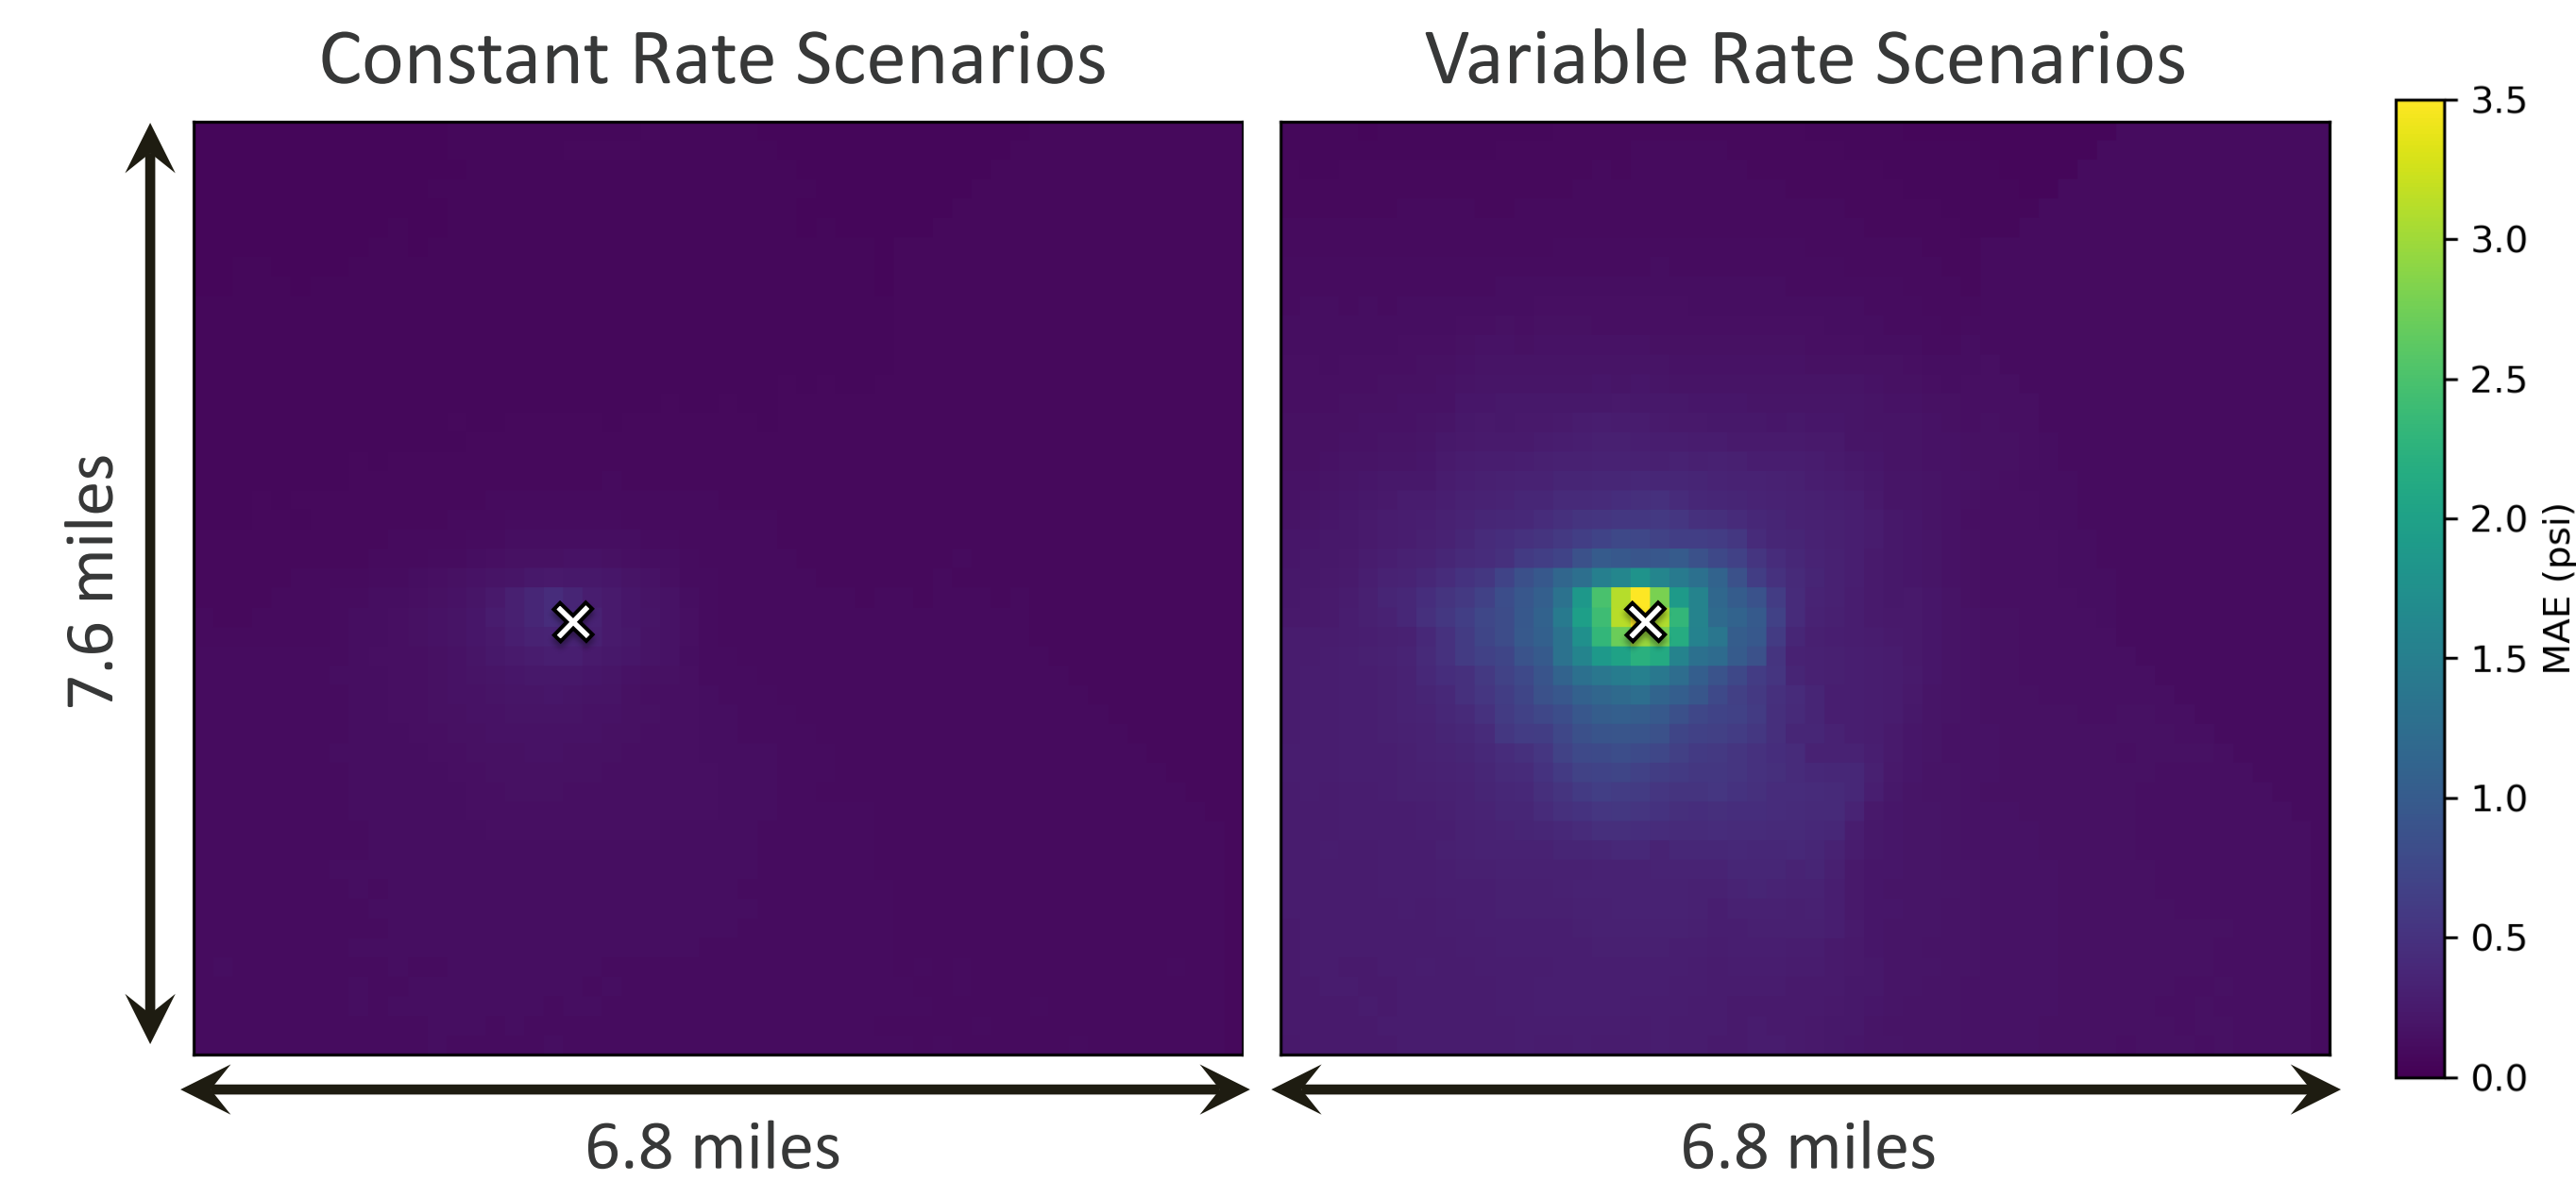 Constant Rate Scenarios
Variable Rate Scenarios
7.6 miles
6.8 miles
6.8 miles
3.5
3.0
2.5
2.0
1.5
1.0
0.5
0.0
MAE (psi)